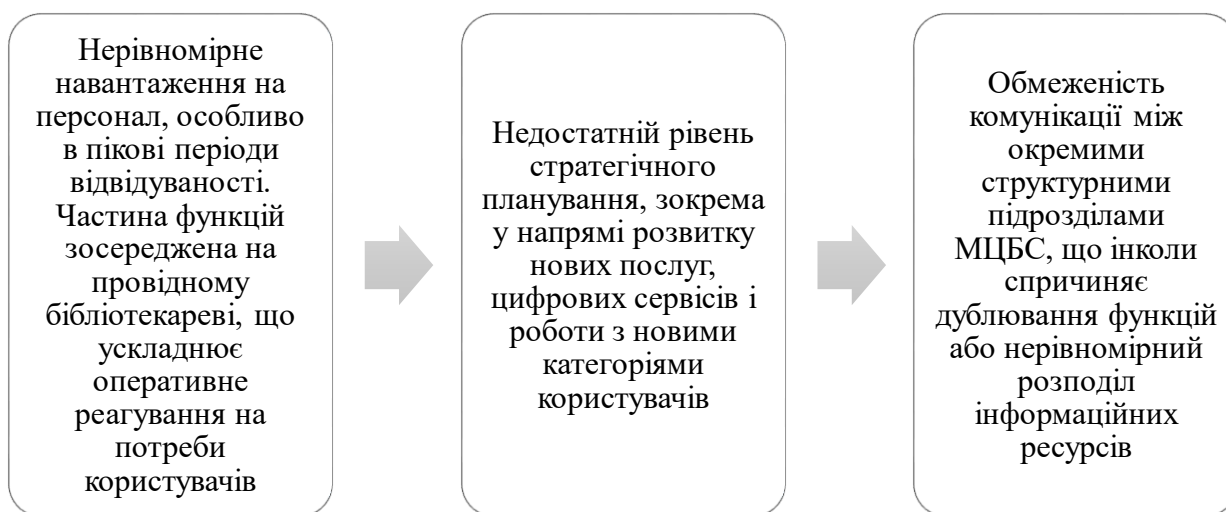 Нерівномірне
навантаження на
персонал, особливо
в пікові періоди
відвідуваності.
Частина функцій
зосереджена на
провідному
бібліотекареві, що
ускладнює
оперативне
реагування на
потреби
користувачів
Недостатній рівень
стратегічного
планування, зокрема
у напрямі розвитку
нових послуг,
цифрових сервісів і
роботи з новими
категоріями
користувачів
Обмеженість
комунікації між
окремими
структурними
підрозділами
МЦБС, що інколи
спричиняє
дублювання функцій
або нерівномірний
розподіл
інформаційних
ресурсів